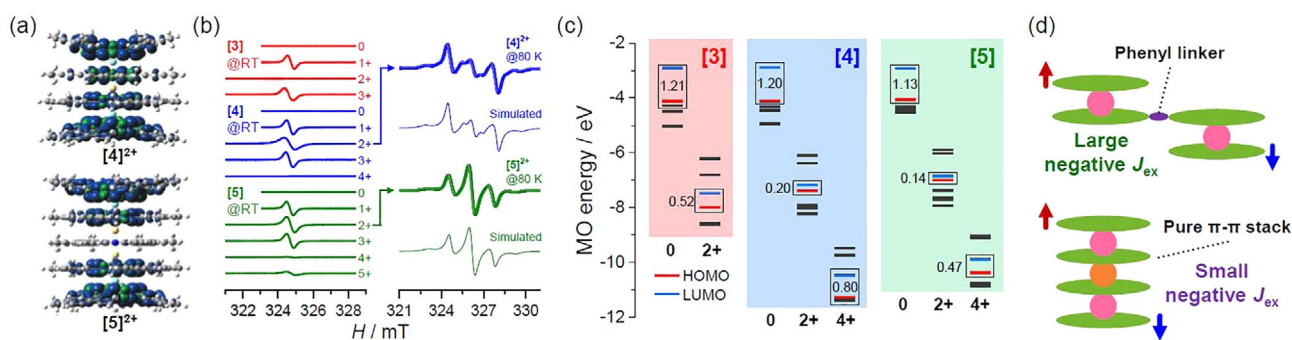 (a)
[4]²⁺
[5]²⁺
(b)
[3]
@RT
0
1+
2+
3+
[4]
@RT
0
1+
2+
3+
4+
[5]
@RT
0
1+
2+
3+
4+
5+
322 324 326 328
[4]²⁺
@80 K
Simulated
[5]²⁺
@80 K
Simulated
321 324 327 330
H / mT
(c)
MO energy / eV
-2
-4
-6
-8
-10
-12
[3]
1.21
0.52
0 2+
HOMO
LUMO
[4]
1.20
0.20
0.80
0 2+ 4+
[5]
1.13
0.14
0.47
0 2+ 4+
(d)
Phenyl linker
Large
negative Jex
Pure π-π stack
Small
negative Jex